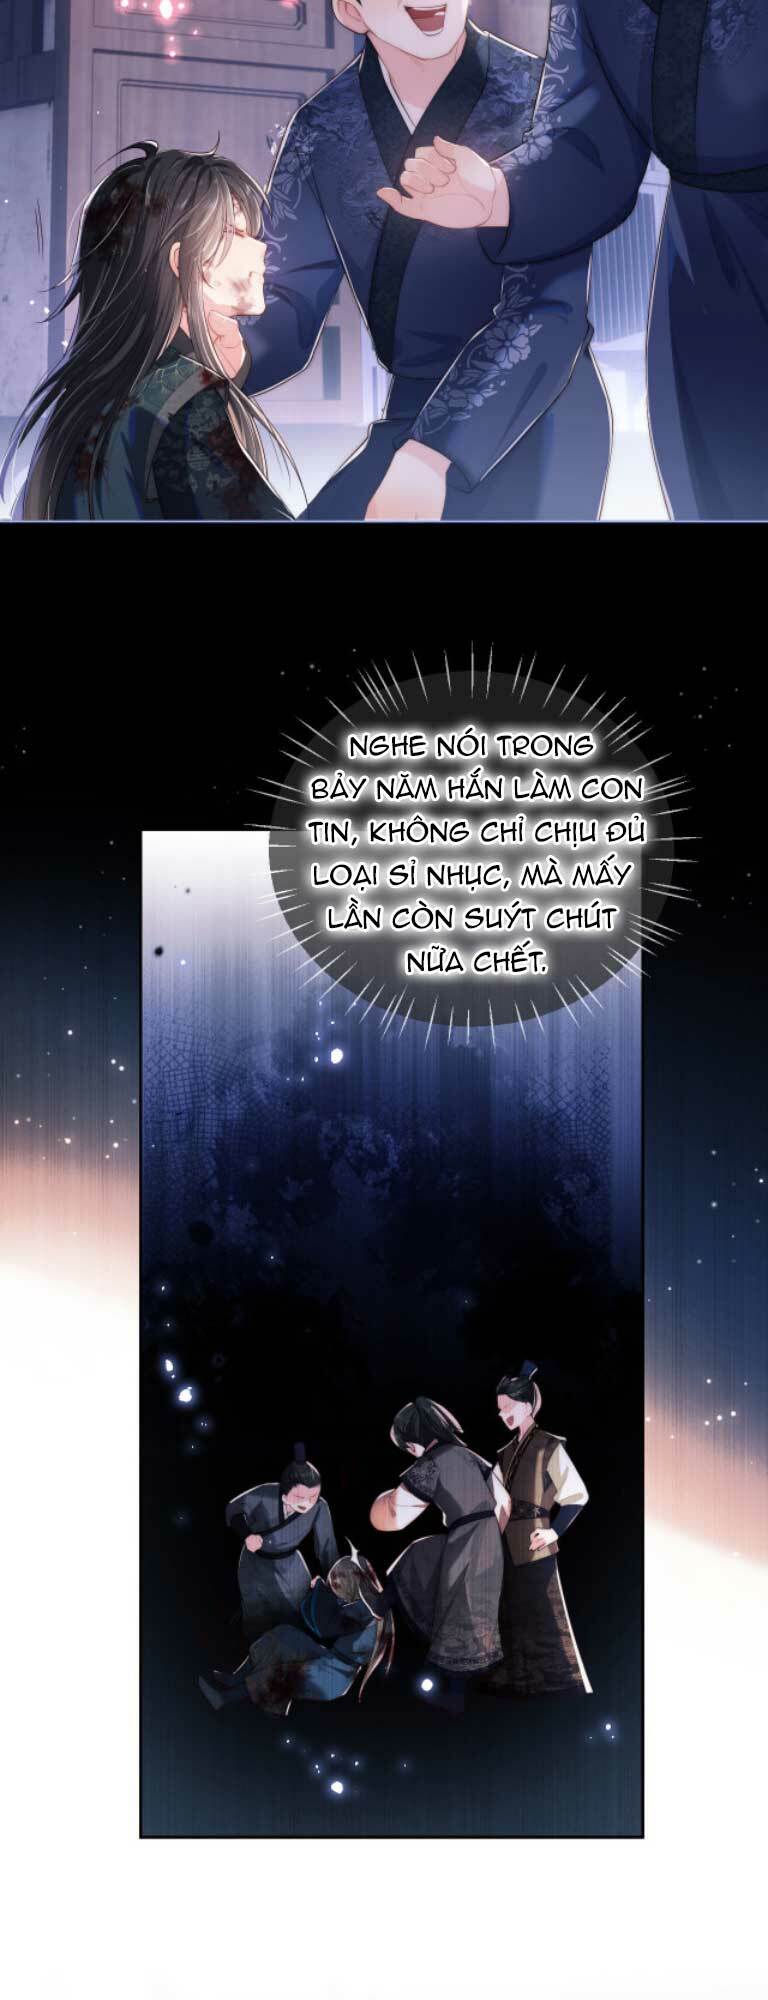 NGHE NÓI TRONG
BẢY NĂM HẮN LÀM CON
TIN, KHÔNG CHỈ CHỊU ĐỦ
LOẠI SỈ NHỤC, MÀ MẤY
LẦN CÒN SUÝT CHÚT
NỮA CHẾT.